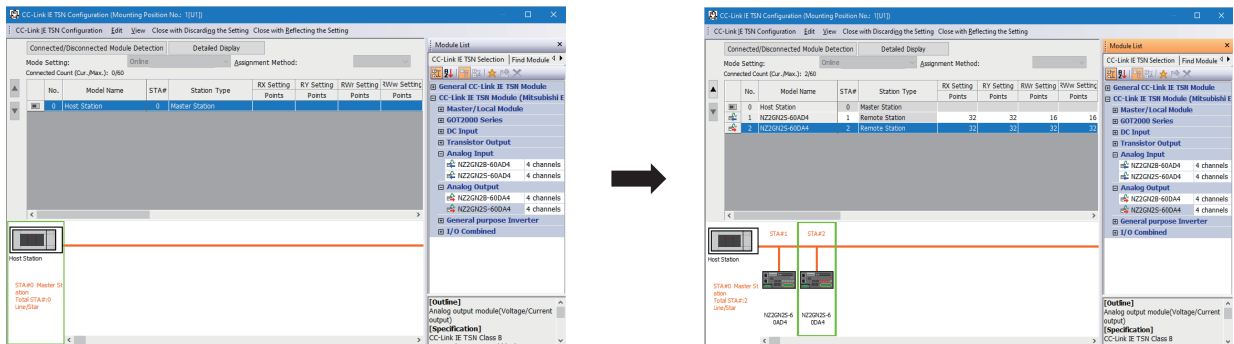 CC-Link IE TSN Configuration (Mounting Position No.: 1[U1])
CC-Link IE TSN Configuration Edit View Close with Discarding the Setting Close with Reflecting the Setting
Connected/Disconnected Module Detection Detailed Display
Mode Setting: Online Assignment Method:
Connected Count (Cur./Max.): 0/60
No. Model Name STA# Station Type RX Setting RY Setting RWr Setting RWw Setting
Points Points Points Points
0 Host Station 0 Master Station
Host Station
STA#0 Master St
ation
Total STA#:0
Line/Star
Module List
CC-Link IE TSN Selection Find Module
General CC-Link IE TSN Module
CC-Link IE TSN Module (Mitsubishi E
Master/Local Module
GOT2000 Series
DC Input
Transistor Output
Analog Input
NZ2GN2B-60AD4 4 channels
NZ2GN2S-60AD4 4 channels
Analog Output
NZ2GN2B-60DA4 4 channels
NZ2GN2S-60DA4 4 channels
General purpose Inverter
I/O Combined
[Outline]
Analog output module(Voltage/Current
output)
[Specification]
CC-Link IE TSN Class B
CC-Link IE TSN Configuration (Mounting Position No.: 1[U1])
CC-Link IE TSN Configuration Edit View Close with Discarding the Setting Close with Reflecting the Setting
Connected/Disconnected Module Detection Detailed Display
Mode Setting: Online Assignment Method:
Connected Count (Cur./Max.): 2/60
No. Model Name STA# Station Type RX Setting RY Setting RWr Setting RWw Setting
Points Points Points Points
0 Host Station 0 Master Station
1 NZ2GN2S-60AD4 1 Remote Station 32 32 16 16
2 NZ2GN2S-60DA4 2 Remote Station 32 32 32 32
STA#1 STA#2
Host Station
STA#0 Master St
ation
Total STA#:2
Line/Star
NZ2GN2S-6
0AD4
NZ2GN2S-6
0DA4
Module List
CC-Link IE TSN Selection Find Module
General CC-Link IE TSN Module
CC-Link IE TSN Module (Mitsubishi E
Master/Local Module
GOT2000 Series
DC Input
Transistor Output
Analog Input
NZ2GN2B-60AD4 4 channels
NZ2GN2S-60AD4 4 channels
Analog Output
NZ2GN2B-60DA4 4 channels
NZ2GN2S-60DA4 4 channels
General purpose Inverter
I/O Combined
[Outline]
Analog output module(Voltage/Current
output)
[Specification]
CC-Link IE TSN Class B